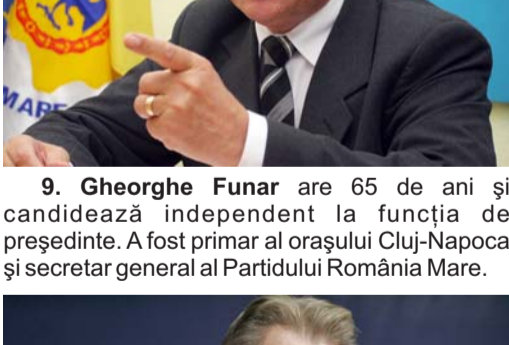 MARE
9. Gheorghe Funar are 65 de ani şi
candidează independent la funcţia de
preşedinte. A fost primar al oraşului Cluj-Napoca
şi secretar general al Partidului România Mare.